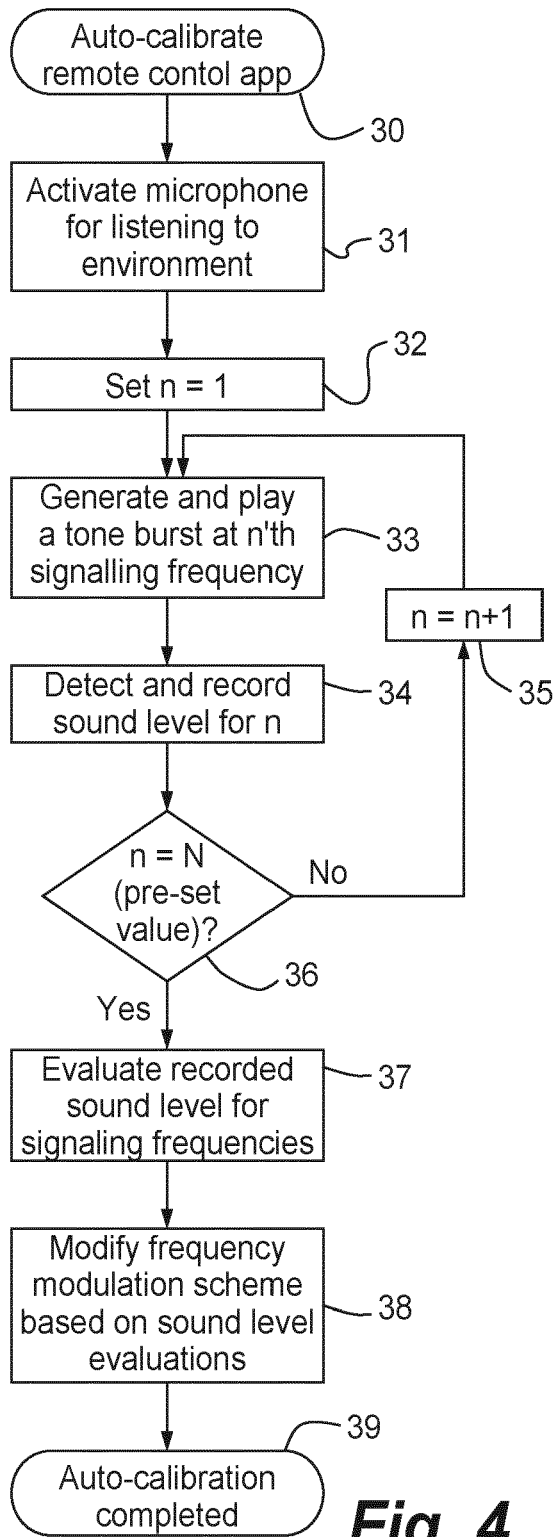 Auto-calibrate
remote contol app
30
Activate microphone
for listening to
environment
31
32
Set n = 1
Generate and play
a tone burst at n'th
signalling frequency
33
n = n+1
35
Detect and record
sound level for n
34
n = N
(pre-set
value)?
No
36
Yes
Evaluate recorded
sound level for
signaling frequencies
37
Modify frequency
modulation scheme
based on sound level
evaluations
38
39
Auto-calibration
completed
Fig. 4